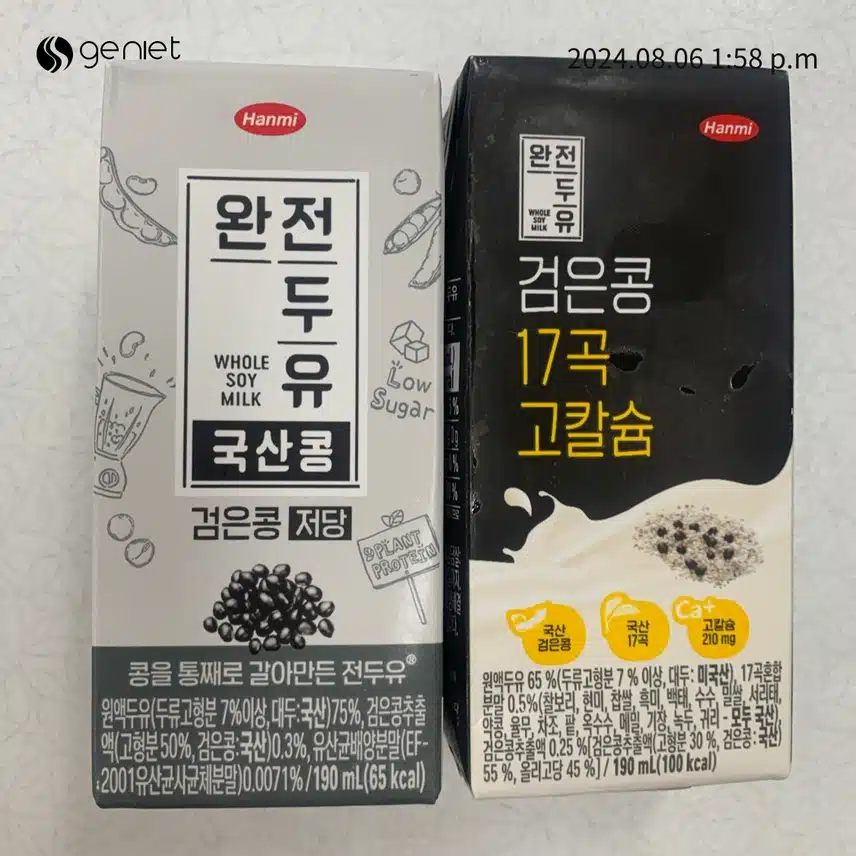 geniet
2024.08.06 1:58 p.m
Hanmi
완전두유
WHOLE
SOY
MILK
국산콩
검은콩 저당
Low
Sugar
PLANT
PROTEIN
콩을 통째로 갈아만든 전두유®
원액두유(두류고형분 7%이상, 대두:국산)75%, 검은콩추출
액(고형분 50%, 검은콩:국산)0.3%, 유산균배양분말(EF-
2001유산균사균체분말)0.0071% / 190 mL(65 kcal)
Hanmi
완전두유
WHOLE
SOY
MILK
검은콩
17곡
고칼슘
국산
검은콩
국산
17곡
Ca+
고칼슘
210 mg
원액두유 65 %(두류고형분 7 % 이상, 대두: 미국산), 17곡혼합
분말 0.5%(찰보리, 현미, 찹쌀, 흑미, 백태, 수수, 밀쌀, 서리태,
율무, 차조, 팥, 옥수수, 메밀, 기장, 녹두, 귀리 - 모두 국산),
검은콩추출액 0.25 %[검은콩추출액(고형분 30 %, 검은콩: 국산)
55 %, 올리고당 45 %] / 190 mL(100 kcal)